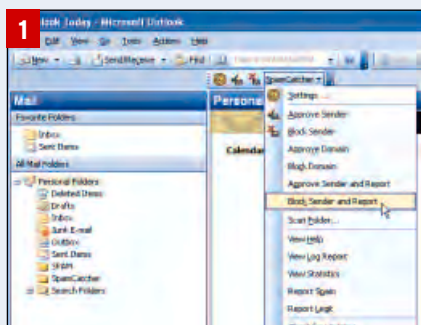 1
Outlook Today - Microsoft Outlook
Edit View Go Tools Actions Help
New Send/Receive Find
SpamCatcher
Mail
Favorite Folders
Inbox
Sent Items
All Mail Folders
Personal Folders
Deleted Items
Drafts
Inbox
Junk E-mail
Outbox
Sent Items
SPAM
SpamCatcher
Search Folders
Persona
Calendar
Settings ...
Approve Sender
Block Sender
Approve Domain
Block Domain
Approve Sender and Report
Block Sender and Report
Scan Folder...
View Help
View Log Report
View Statistics
Report Spam
Report Legit